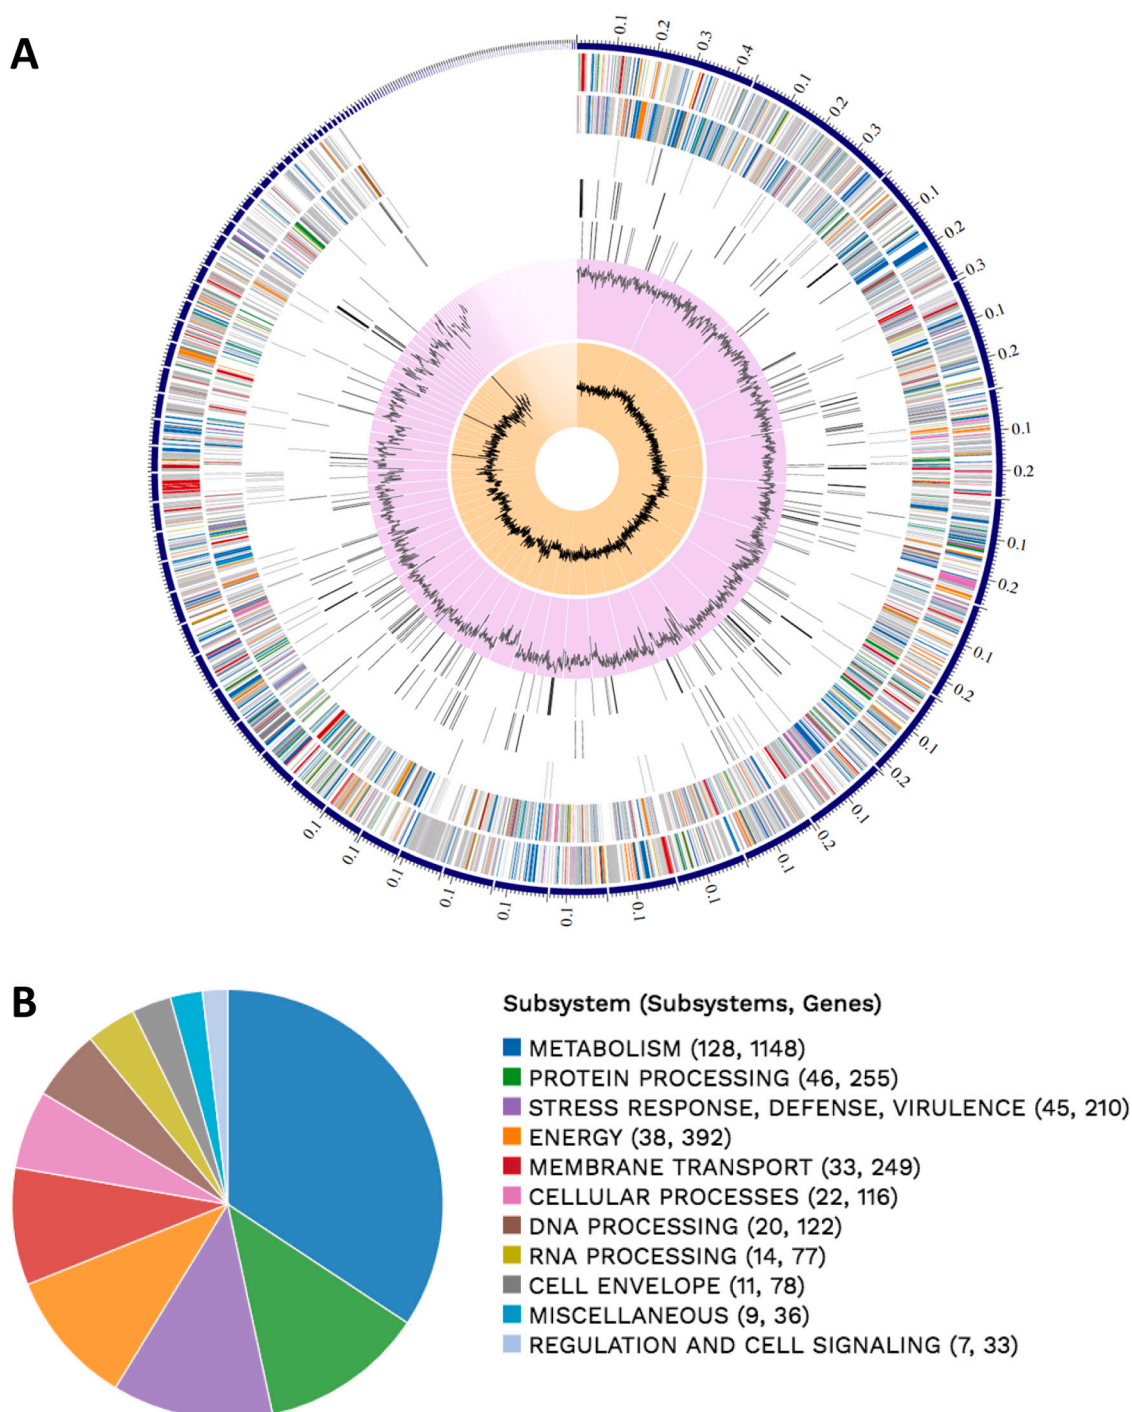 A
0.1
0.2
0.3
0.4
0.1
0.2
0.3
0.1
0.2
0.3
0.1
0.2
0.1
0.2
0.1
0.2
0.1
0.2
0.1
0.2
0.1
0.2
0.1
0.1
0.1
0.1
0.1
0.1
0.1
0.1
0.1
B
Subsystem (Subsystems, Genes)
METABOLISM (128, 1148)
PROTEIN PROCESSING (46, 255)
STRESS RESPONSE, DEFENSE, VIRULENCE (45, 210)
ENERGY (38, 392)
MEMBRANE TRANSPORT (33, 249)
CELLULAR PROCESSES (22, 116)
DNA PROCESSING (20, 122)
RNA PROCESSING (14, 77)
CELL ENVELOPE (11, 78)
MISCELLANEOUS (9, 36)
REGULATION AND CELL SIGNALING (7, 33)